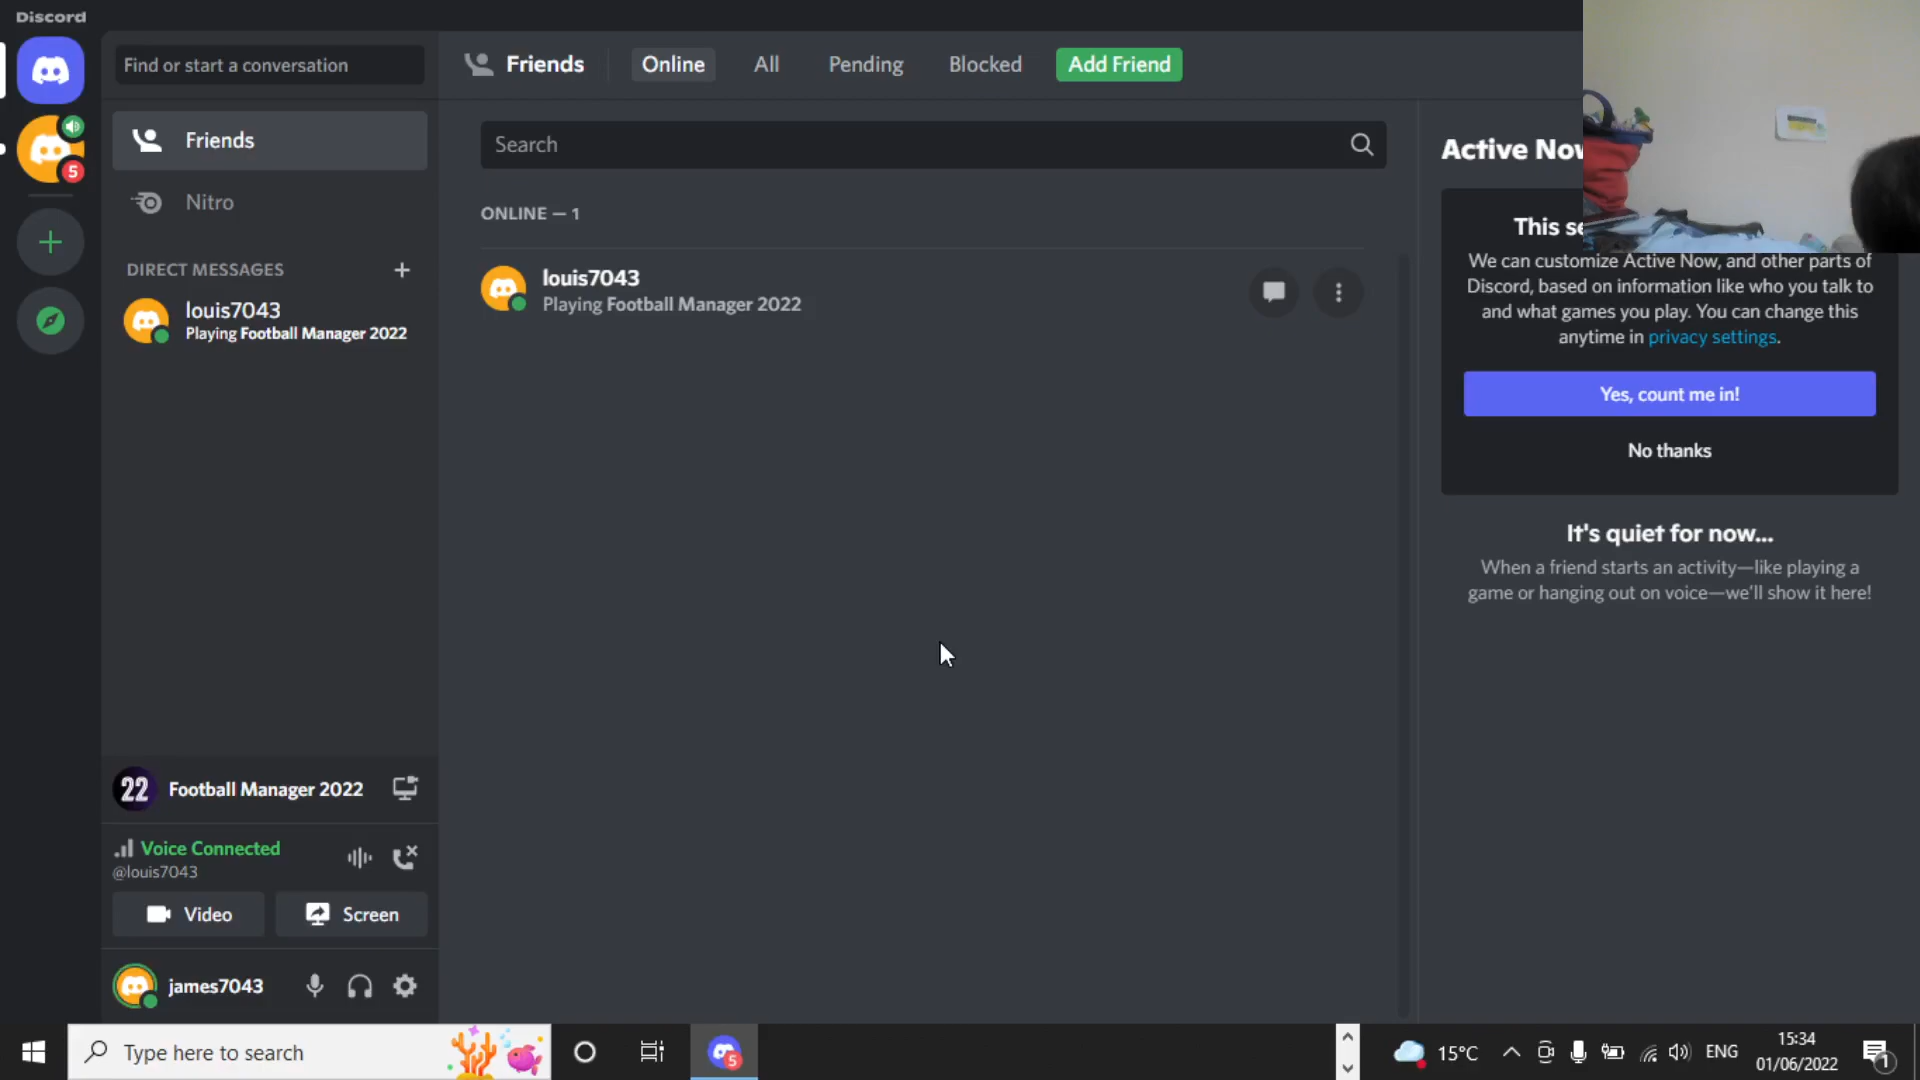 Discord
Find or start a conversation
Friends
Online
All
Pending
Blocked
Add Friend
5
Friends
Nitro
DIRECT MESSAGES
louis7043
Playing Football Manager 2022
Search
ONLINE — 1
louis7043
Playing Football Manager 2022
Active
This
We can customize Active Now, and other parts of
Discord, based on information like who you talk to
and what games you play. You can change this
anytime in privacy settings.
Yes, count me in!
No thanks
It's quiet for now...
When a friend starts an activity—like playing a
game or hanging out on voice—we'll show it here!
22 Football Manager 2022
Voice Connected
@louis7043
Video
Screen
james7043
Type here to search
5
15°C
ENG
15:34
01/06/2022
1